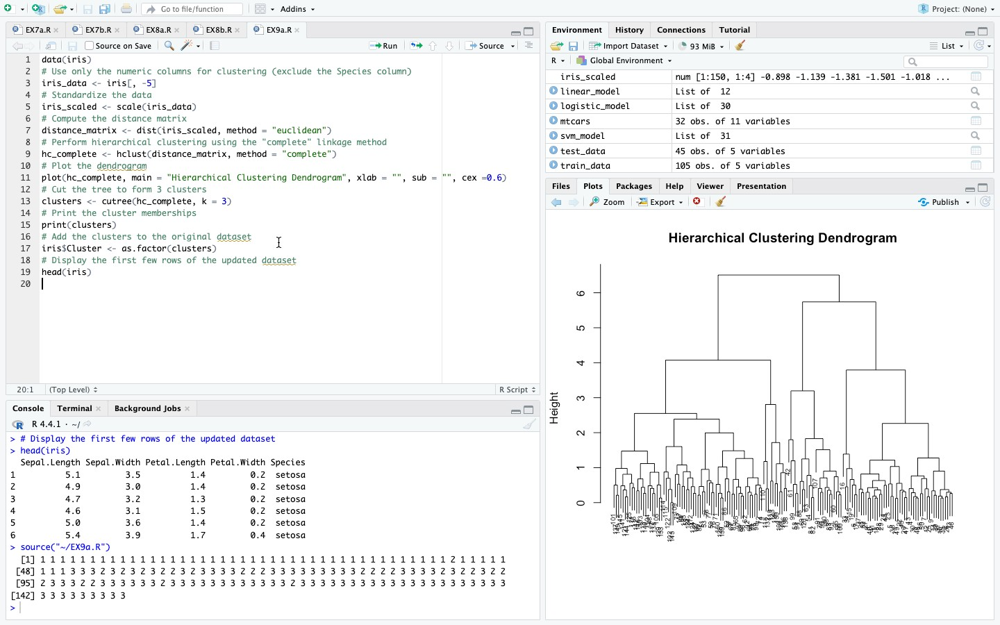 Go to file/function
Addins
Project: (None)
EX7a.R
EX7b.R
EX8a.R
EX8b.R
EX9a.R
Source on Save
Run
Source
1 data(iris)
2 # Use only the numeric columns for clustering (exclude the Species column)
3 iris_data <- iris[, -5]
4 # Standardize the data
5 iris_scaled <- scale(iris_data)
6 # Compute the distance matrix
7 distance_matrix <- dist(iris_scaled, method = "euclidean")
8 # Perform hierarchical clustering using the "complete" linkage method
9 hc_complete <- hclust(distance_matrix, method = "complete")
10 # Plot the dendrogram
11 plot(hc_complete, main = "Hierarchical Clustering Dendrogram", xlab = "", sub = "", cex =0.6)
12 # Cut the tree to form 3 clusters
13 clusters <- cutree(hc_complete, k = 3)
14 # Print the cluster memberships
15 print(clusters)
16 # Add the clusters to the original dataset
17 iris$Cluster <- as.factor(clusters)
18 # Display the first few rows of the updated dataset
19 head(iris)
20
20:1
(Top Level)
R Script
Console
Terminal
Background Jobs
R 4.4.1 · ~/
> # Display the first few rows of the updated dataset
> head(iris)
Sepal.Length Sepal.Width Petal.Length Petal.Width Species
1 5.1 3.5 1.4 0.2 setosa
2 4.9 3.0 1.4 0.2 setosa
3 4.7 3.2 1.3 0.2 setosa
4 4.6 3.1 1.5 0.2 setosa
5 5.0 3.6 1.4 0.2 setosa
6 5.4 3.9 1.7 0.4 setosa
> source("~/EX9a.R")
[1] 1 1 1 1 1 1 1 1 1 1 1 1 1 1 1 1 1 1 1 1 1 1 1 1 1 1 1 1 1 1 1 1 1 1 1 1 1 1 1 1 1 2 1 1 1 1 1
[48] 1 1 1 3 3 3 2 3 2 3 2 3 2 2 3 2 3 3 3 3 2 2 2 3 3 3 3 3 3 3 3 3 2 2 2 2 3 3 3 3 2 3 2 2 3 2 2
[95] 2 3 3 3 2 2 3 3 3 3 3 3 2 3 3 3 3 3 3 3 3 3 3 3 3 2 3 3 3 3 3 3 3 3 3 3 3 3 3 3 3 3 3 3 3 3 3
[142] 3 3 3 3 3 3 3 3 3
>
Environment
History
Connections
Tutorial
Import Dataset
93 MiB
List
R
Global Environment
iris_scaled num [1:150, 1:4] -0.898 -1.139 -1.381 -1.501 -1.018 ...
linear_model List of 12
logistic_model List of 30
mtcars 32 obs. of 11 variables
svm_model List of 31
test_data 45 obs. of 5 variables
train_data 105 obs. of 5 variables
Files
Plots
Packages
Help
Viewer
Presentation
Zoom
Export
Publish
Hierarchical Clustering Dendrogram
Height
6
5
4
3
2
1
0
42
107
16
61